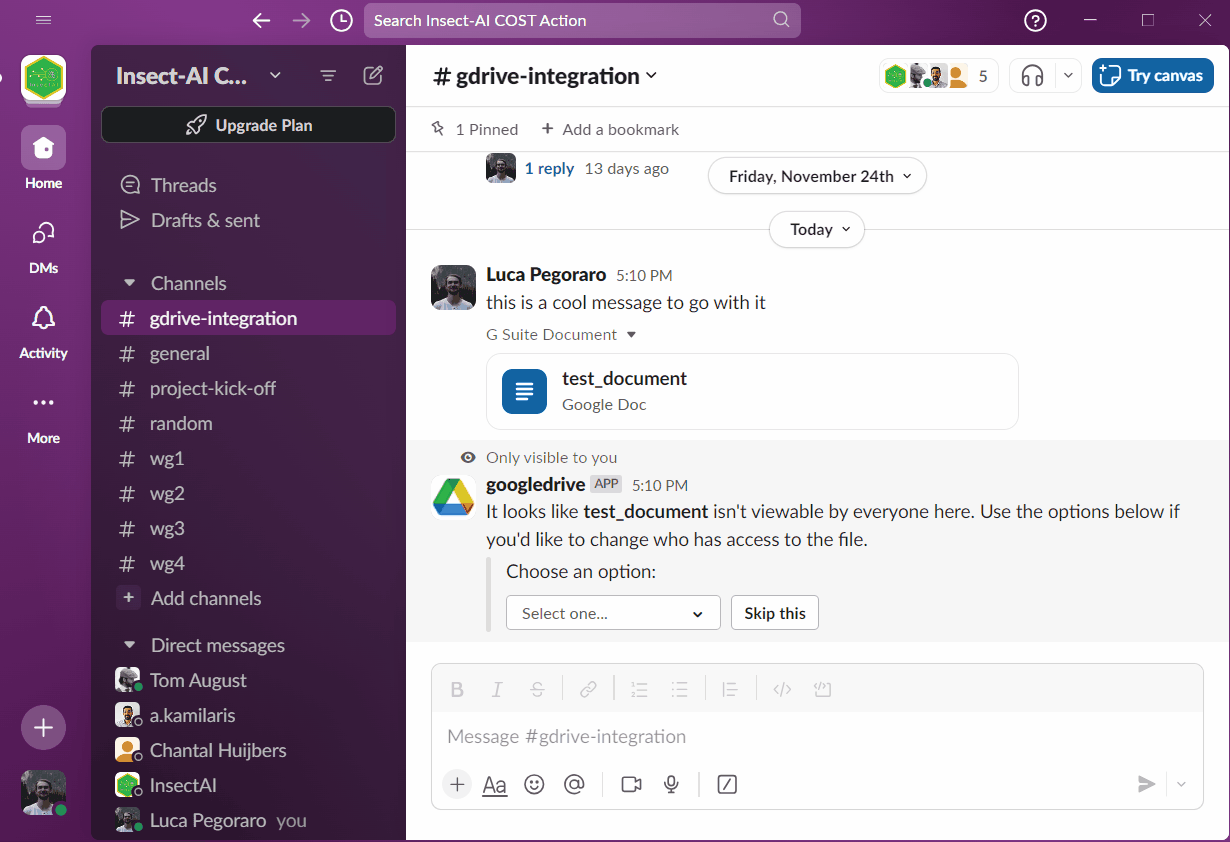 Search Insect-AI COST Action
Insect-AI C...
Upgrade Plan
Home
DMs
Activity
More
Threads
Drafts & sent
Channels
# gdrive-integration
# general
# project-kick-off
# random
# wg1
# wg2
# wg3
# wg4
+ Add channels
Direct messages
Tom August
a.kamilaris
Chantal Huijbers
InsectAI
Luca Pegoraro you
# gdrive-integration
5
Try canvas
1 Pinned
+ Add a bookmark
1 reply 13 days ago
Friday, November 24th
Today
Luca Pegoraro 5:10 PM
this is a cool message to go with it
G Suite Document
test_document
Google Doc
Only visible to you
googledrive APP 5:10 PM
It looks like test_document isn't viewable by everyone here. Use the options below if
you'd like to change who has access to the file.
Choose an option:
Select one...
Skip this
B I S
Message #gdrive-integration
+ Aa @